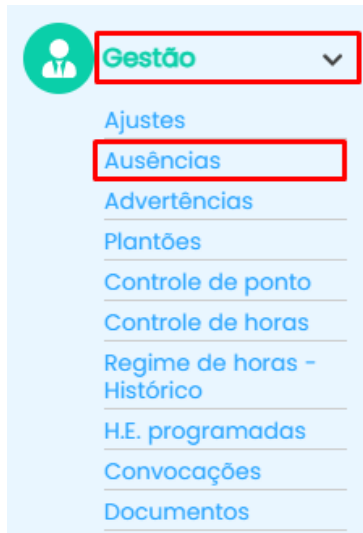 Gestão
Ajustes
Ausências
Advertências
Plantões
Controle de ponto
Controle de horas
Regime de horas -
Histórico
H.E. programadas
Convocações
Documentos